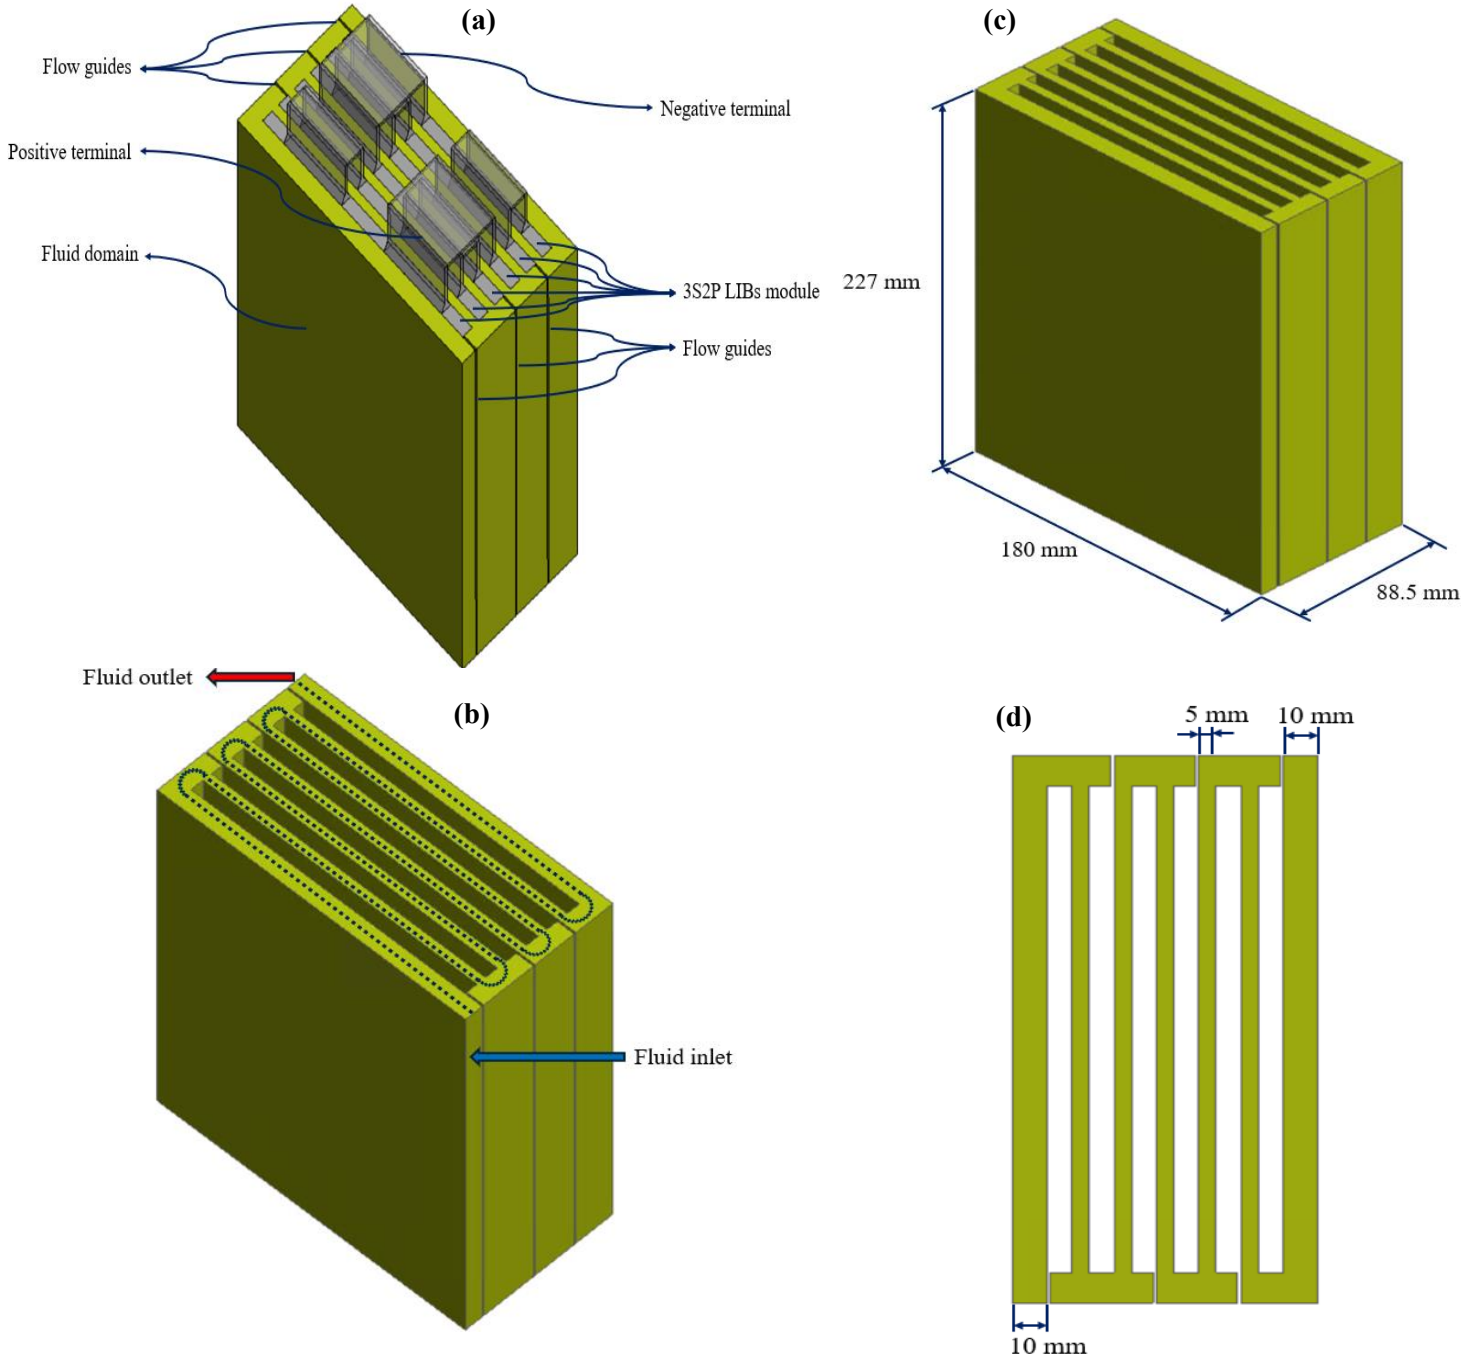 (a)
Flow guides
Negative terminal
Positive terminal
Fluid domain
3S2P LIBs module
Flow guides
(c)
227 mm
180 mm
88.5 mm
Fluid outlet
(b)
Fluid inlet
(d)
5 mm
10 mm
10 mm